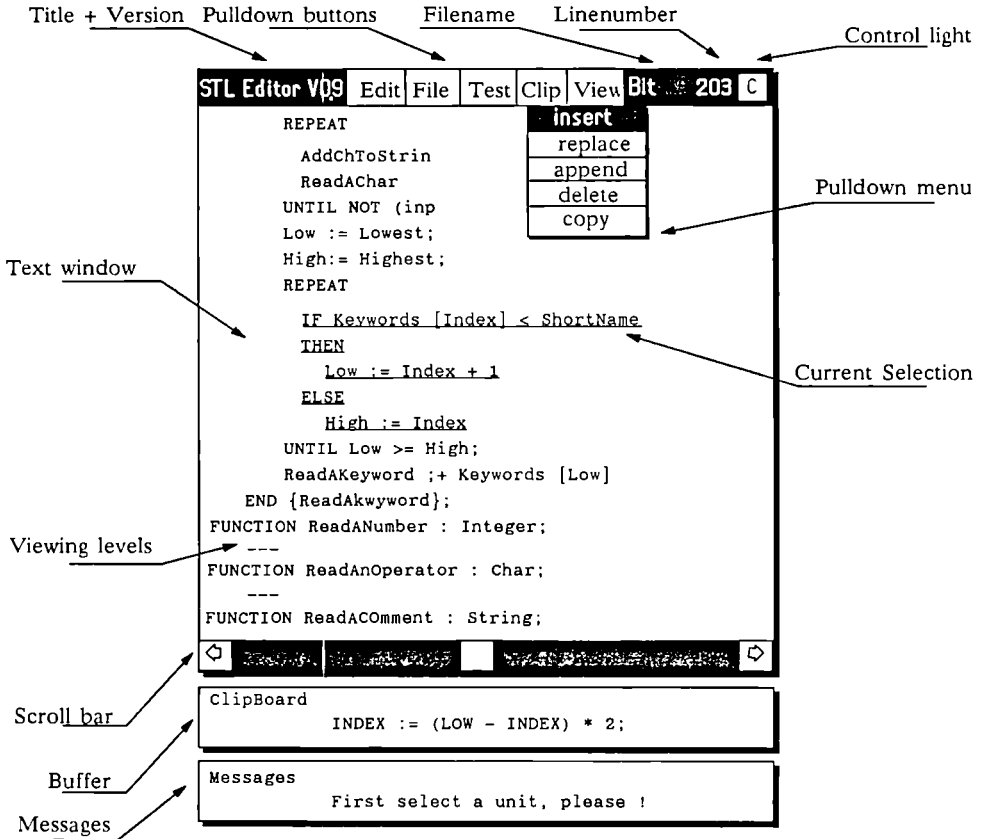 Title + Version Pulldown buttons Filename Linenumber
Control light
STL Editor V0.9 Edit File Test Clip View Bit 203 C
insert
replace
append
delete
copy
Pulldown menu
REPEAT
AddChToStrin
ReadAChar
UNTIL NOT (inp
Low := Lowest;
High:= Highest;
REPEAT
Text window
IF Keywords [Index] < ShortName
THEN
Low := Index + 1
ELSE
High := Index
Current Selection
UNTIL Low >= High;
ReadAKeyword ;+ Keywords [Low]
END {ReadAkwyword};
FUNCTION ReadANumber : Integer;
---
Viewing levels
FUNCTION ReadAnOperator : Char;
---
FUNCTION ReadACOmment : String;
Scroll bar
ClipBoard
INDEX := (LOW - INDEX) * 2;
Buffer
Messages
First select a unit, please !
Messages